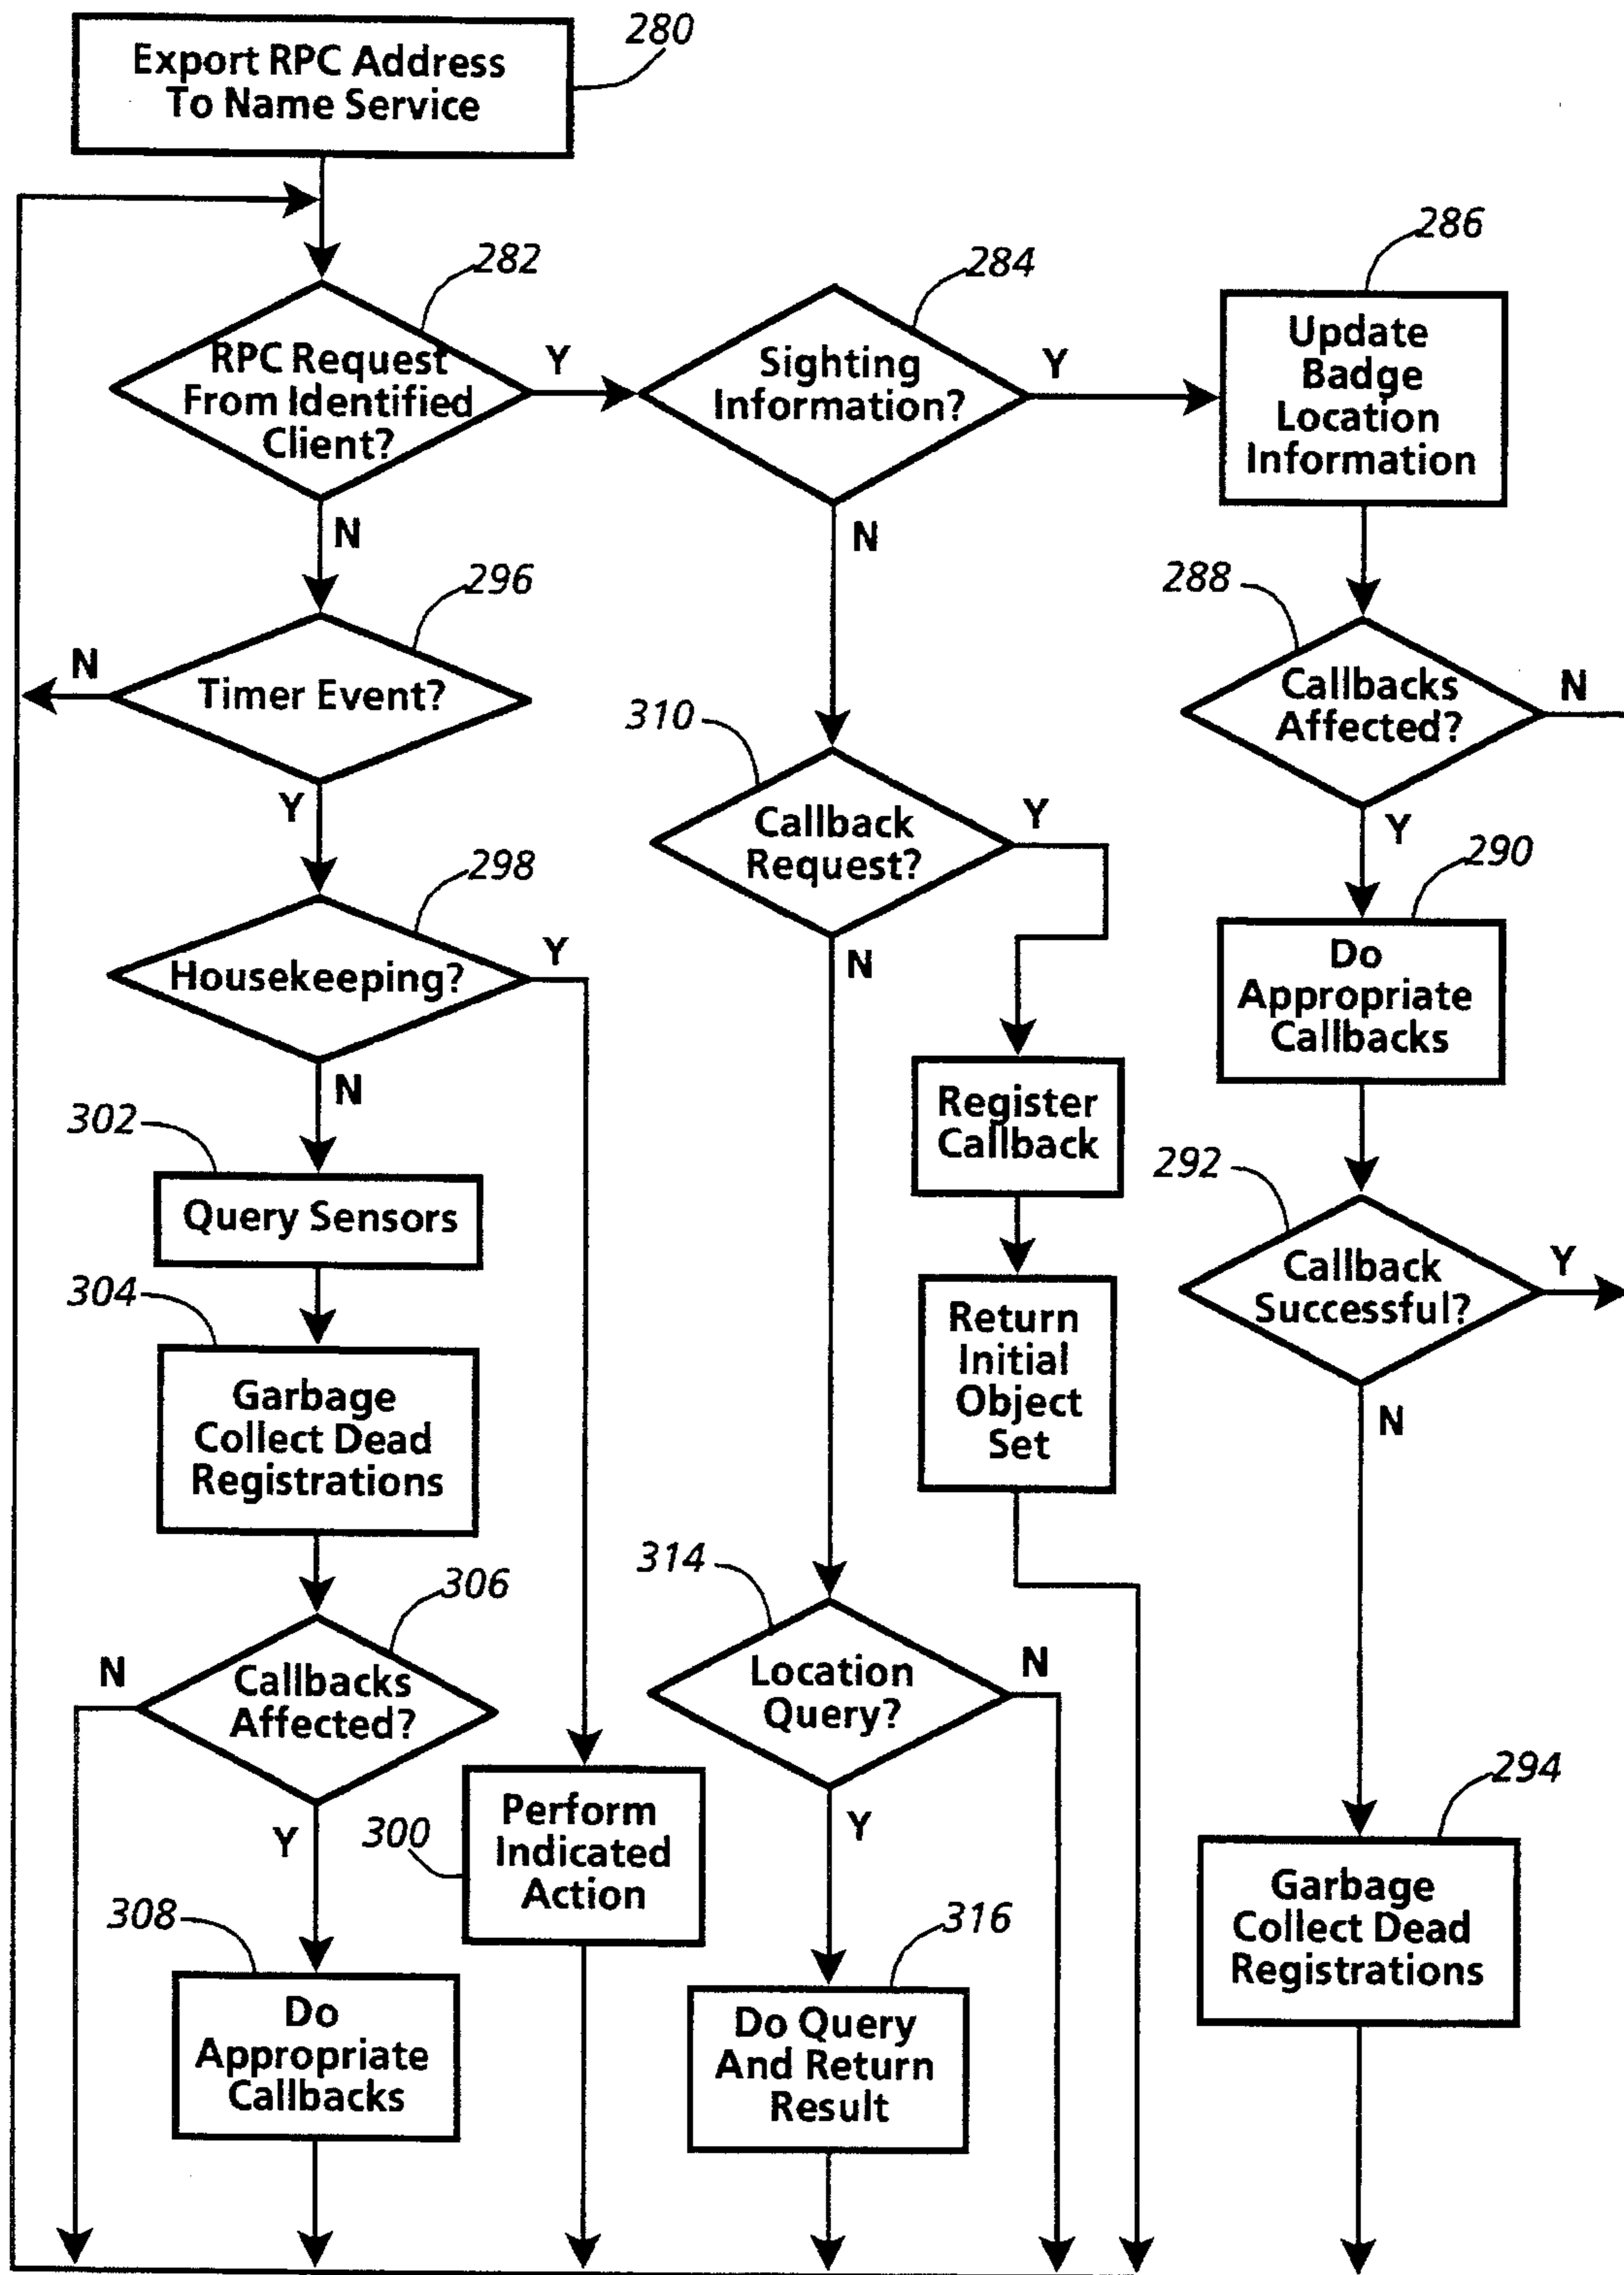 280
Export RPC Address
To Name Service
286
282
284
RPC Request
From Identified
Client?
Y
Sighting
Information?
Y
Update
Badge
Location
Information
N
N
296
288
N
Timer Event?
Callbacks
Affected?
N
310
Y
Callback
Request?
Y
Y
290
298
Housekeeping?
Y
N
Do
Appropriate
Callbacks
N
302
Register
Callback
292
Query Sensors
304
Callback
Successful?
Y
Return
Initial
Object
Set
Garbage
Collect Dead
Registrations
N
314
306
N
Callbacks
Affected?
Location
Query?
N
294
Y
300
Perform
Indicated
Action
Y
Garbage
Collect Dead
Registrations
308
316
Do
Appropriate
Callbacks
Do Query
And Return
Result